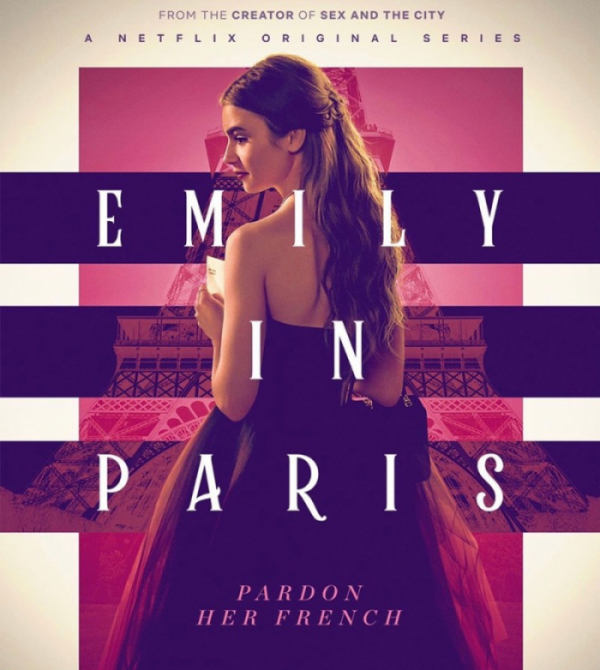 FROM THE CREATOR OF SEX AND THE CITY
A NETFLIX ORIGINAL SERIES
EMILY
IN
PARIS
PARDON
HER FRENCH